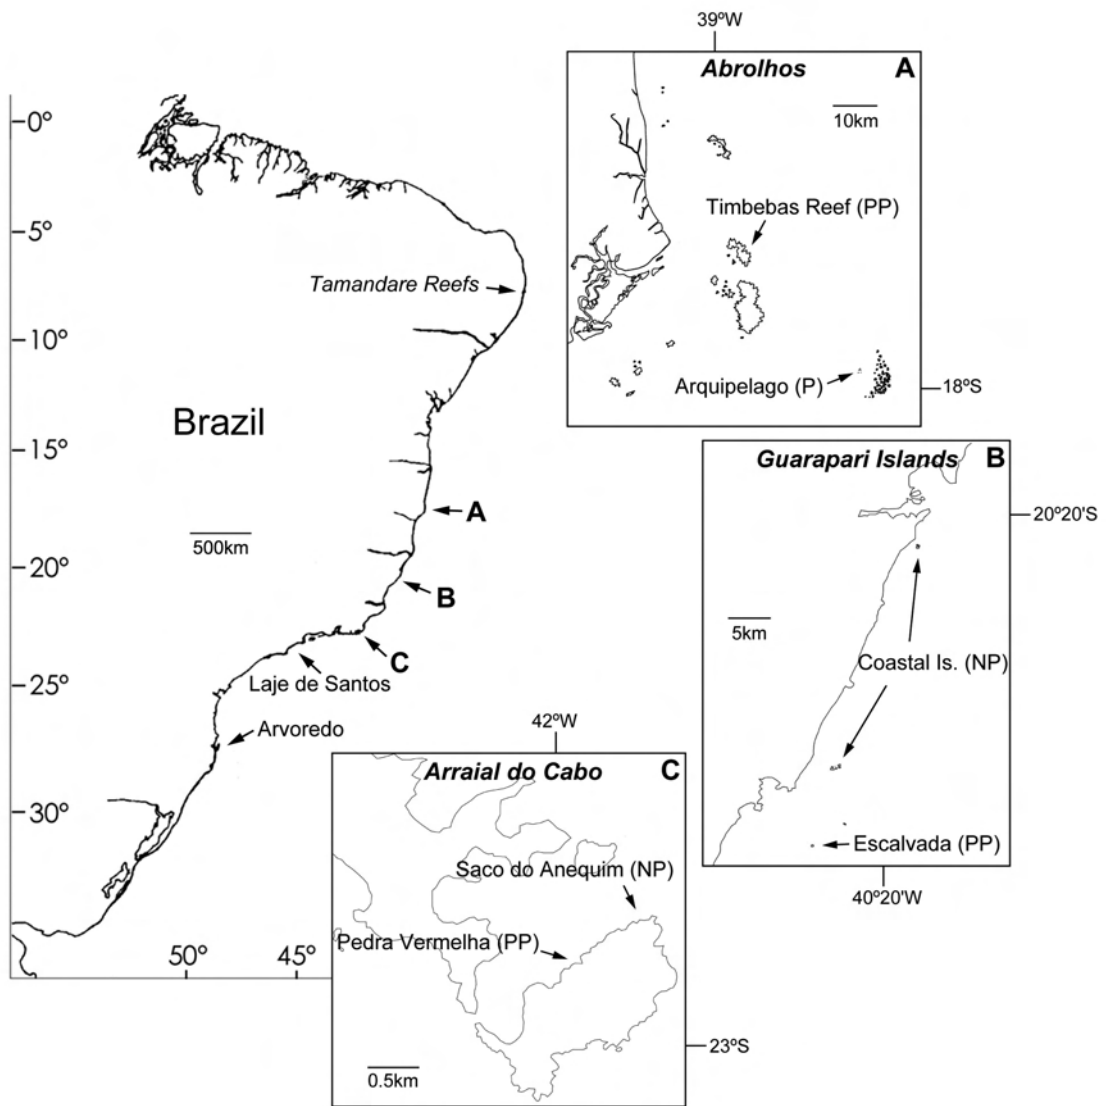 0º
5º
10º
15º
20º
25º
30º
50º
45º
Brazil
500km
Tamandare Reefs
A
B
C
Laje de Santos
Arvoredo
39ºW
Abrolhos
A
10km
Timbebas Reef (PP)
Arquipelago (P)
18ºS
Guarapari Islands
B
20º20'S
5km
Coastal Is. (NP)
Escalvada (PP)
40º20'W
42ºW
Arraial do Cabo
C
Saco do Anequim (NP)
Pedra Vermelha (PP)
23ºS
0.5km